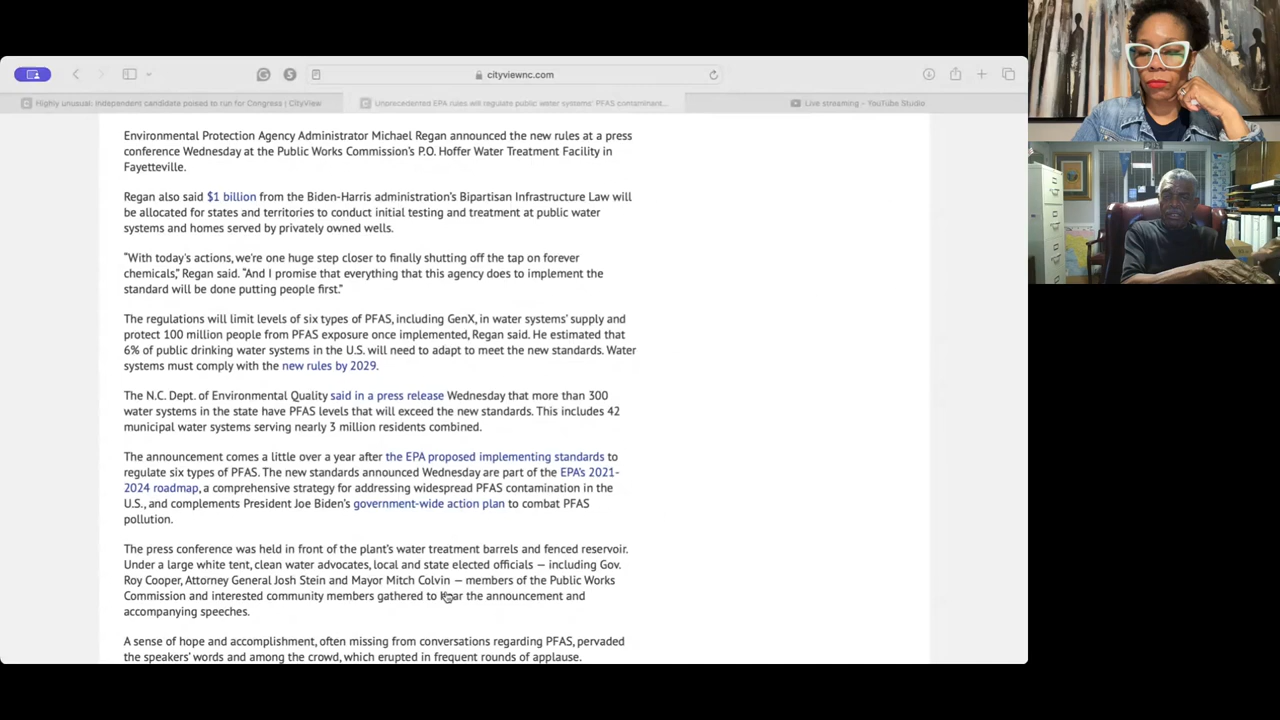 cityviewnc.com
Highly unusual: independent candidate poised to run for Congress | CityView
Unprecedented EPA rules will regulate public water systems' PFAS contaminant...
Live streaming - YouTube Studio
Environmental Protection Agency Administrator Michael Regan announced the new rules at a press
conference Wednesday at the Public Works Commission's P.O. Hoffer Water Treatment Facility in
Fayetteville.
Regan also said $1 billion from the Biden-Harris administration's Bipartisan Infrastructure Law will
be allocated for states and territories to conduct initial testing and treatment at public water
systems and homes served by privately owned wells.
“With today's actions, we're one huge step closer to finally shutting off the tap on forever
chemicals,” Regan said. “And I promise that everything that this agency does to implement the
standard will be done putting people first.”
The regulations will limit levels of six types of PFAS, including GenX, in water systems' supply and
protect 100 million people from PFAS exposure once implemented, Regan said. He estimated that
6% of public drinking water systems in the U.S. will need to adapt to meet the new standards. Water
systems must comply with the new rules by 2029.
The N.C. Dept. of Environmental Quality said in a press release Wednesday that more than 300
water systems in the state have PFAS levels that will exceed the new standards. This includes 42
municipal water systems serving nearly 3 million residents combined.
The announcement comes a little over a year after the EPA proposed implementing standards to
regulate six types of PFAS. The new standards announced Wednesday are part of the EPA's 2021-
2024 roadmap, a comprehensive strategy for addressing widespread PFAS contamination in the
U.S., and complements President Joe Biden's government-wide action plan to combat PFAS
pollution.
The press conference was held in front of the plant's water treatment barrels and fenced reservoir.
Under a large white tent, clean water advocates, local and state elected officials — including Gov.
Roy Cooper, Attorney General Josh Stein and Mayor Mitch Colvin — members of the Public Works
Commission and interested community members gathered to hear the announcement and
accompanying speeches.
A sense of hope and accomplishment, often missing from conversations regarding PFAS, pervaded
the speakers' words and among the crowd, which erupted in frequent rounds of applause.